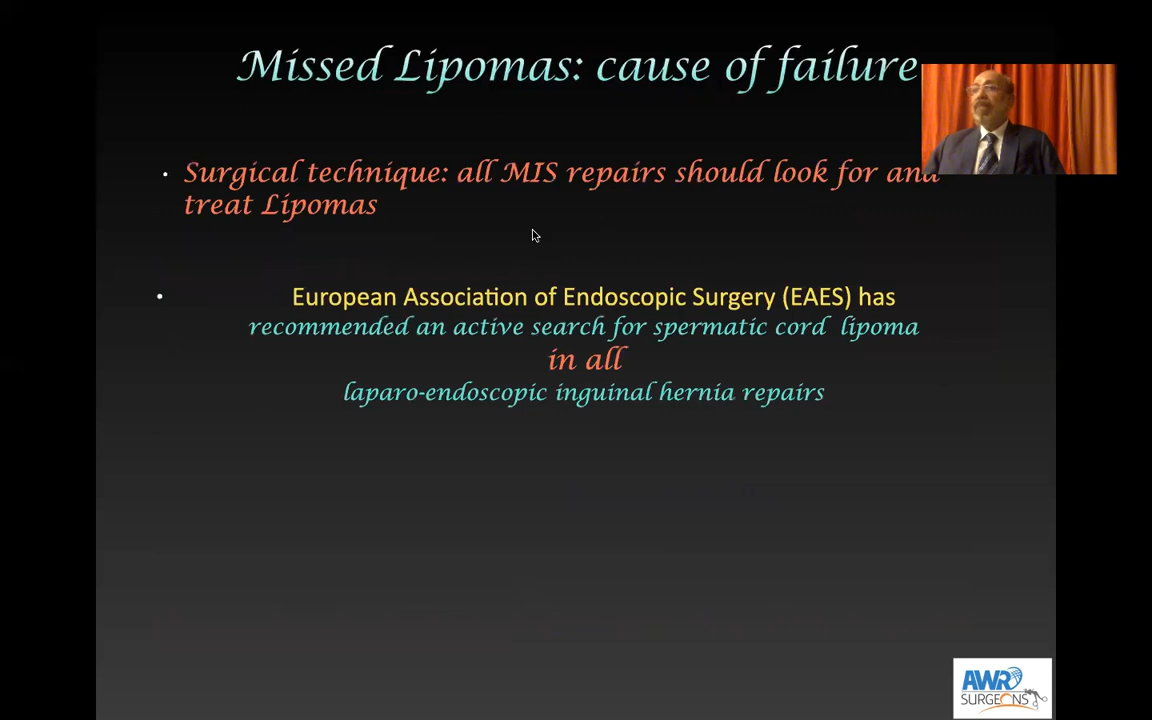 Missed Lipomas: cause of failure
• Surgical technique: all MIS repairs should look for and
treat Lipomas
• European Association of Endoscopic Surgery (EAES) has
recommended an active search for spermatic cord lipoma
in all
laparo-endoscopic inguinal hernia repairs
AWR
SURGEONS